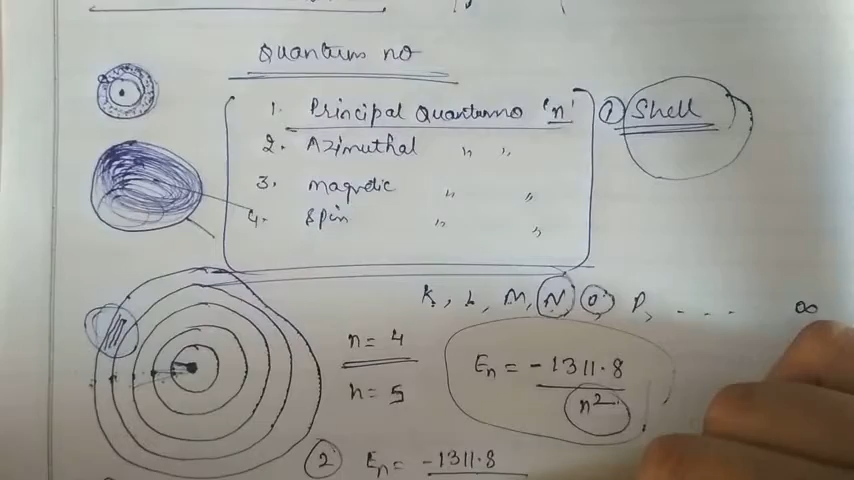 Quantum no
1. Principal Quantum no 'n'
① Shell
2. Azimuthal " "
3. magnetic " "
4. spin " "
K, L, M, N, O, P, - - - - ∞
n = 4
n = 5
En = -1311.8 / n²
② En = -1311.8